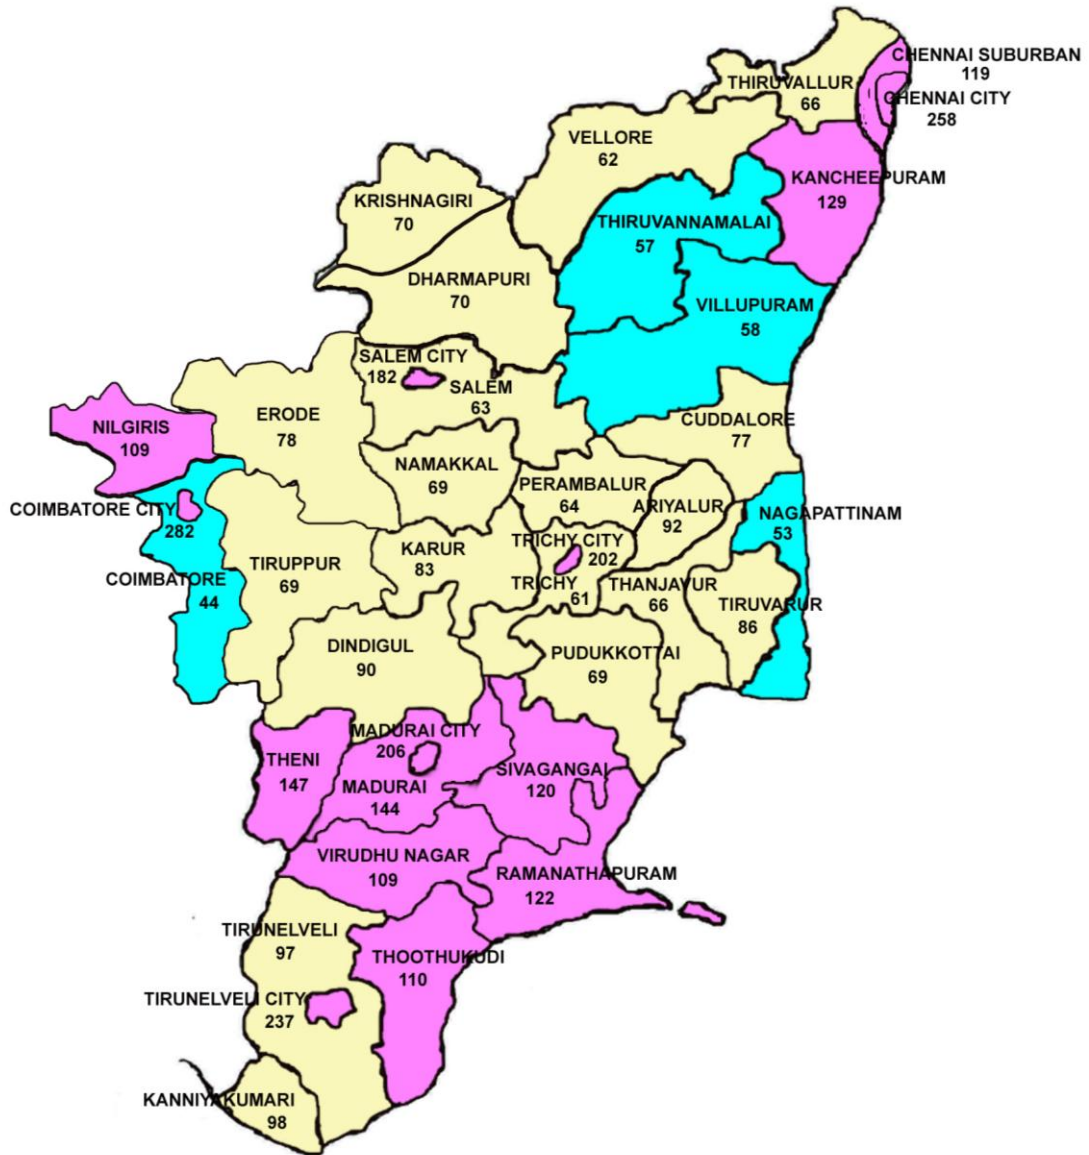 CHENNAI SUBURBAN
119
CHENNAI CITY
258
THIRUVALLUR
66
VELLORE
62
KANCHEEPURAM
129
KRISHNAGIRI
70
THIRUVANNAMALAI
57
DHARMAPURI
70
VILLUPURAM
58
SALEM CITY
182
SALEM
63
ERODE
78
CUDDALORE
77
NILGIRIS
109
NAMAKKAL
69
PERAMBALUR
64
ARIYALUR
92
COIMBATORE CITY
282
NAGAPATTINAM
53
TRICHY CITY
202
KARUR
83
TIRUPPUR
69
COIMBATORE
44
TRICHY
61
THANJAVUR
66
TIRUVARUR
86
DINDIGUL
90
PUDUKKOTTAI
69
MADURAI CITY
206
THENI
147
SIVAGANGAI
120
MADURAI
144
VIRUDHU NAGAR
109
RAMANATHAPURAM
122
TIRUNELVELI
97
THOOTHUKUDI
110
TIRUNELVELI CITY
237
KANNIYAKUMARI
98